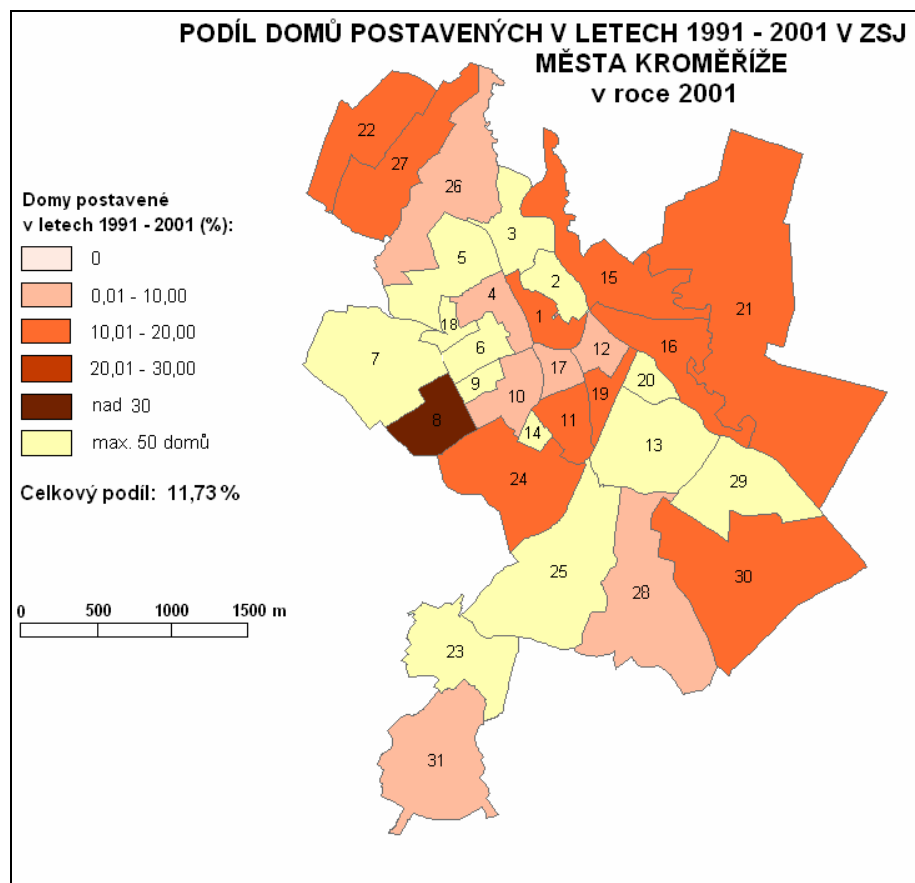 PODÍL DOMŮ POSTAVENÝCH V LETECH 1991 - 2001 V ZSJ
MĚSTA KROMĚŘÍŽE
v roce 2001
22
27
26
3
5
2
15
4
1
21
18
16
7
6
12
17
20
9
19
10
8
11
14
13
24
29
25
30
28
23
31
Domy postavené
v letech 1991 - 2001 (%):
0
0,01 - 10,00
10,01 - 20,00
20,01 - 30,00
nad 30
max. 50 domů
Celkový podíl: 11,73 %
0 500 1000 1500 m